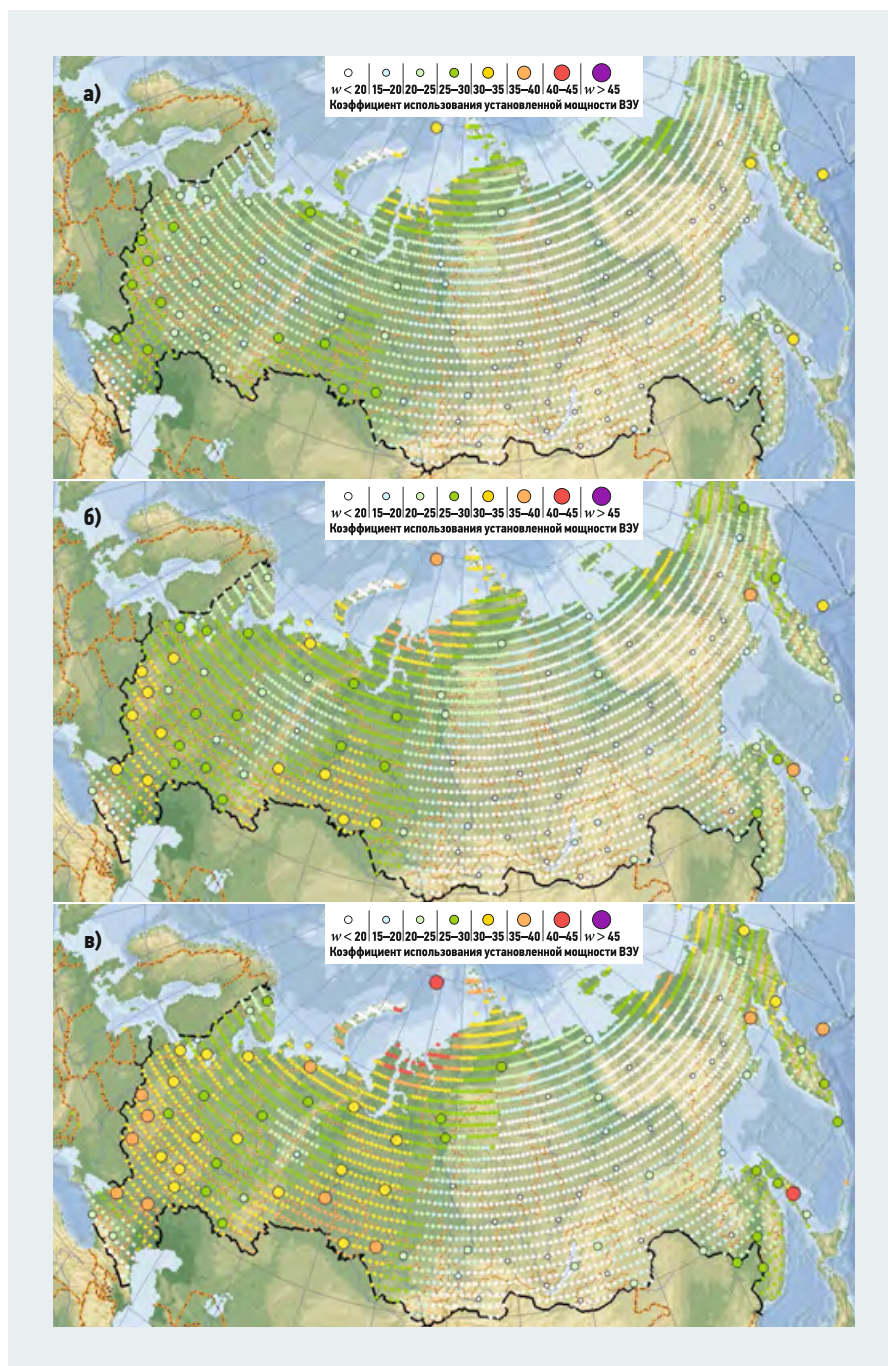 а)
w < 20 15–20 20–25 25–30 30–35 35–40 40–45 w > 45
Коэффициент использования установленной мощности ВЭУ
б)
w < 20 15–20 20–25 25–30 30–35 35–40 40–45 w > 45
Коэффициент использования установленной мощности ВЭУ
в)
w < 20 15–20 20–25 25–30 30–35 35–40 40–45 w > 45
Коэффициент использования установленной мощности ВЭУ